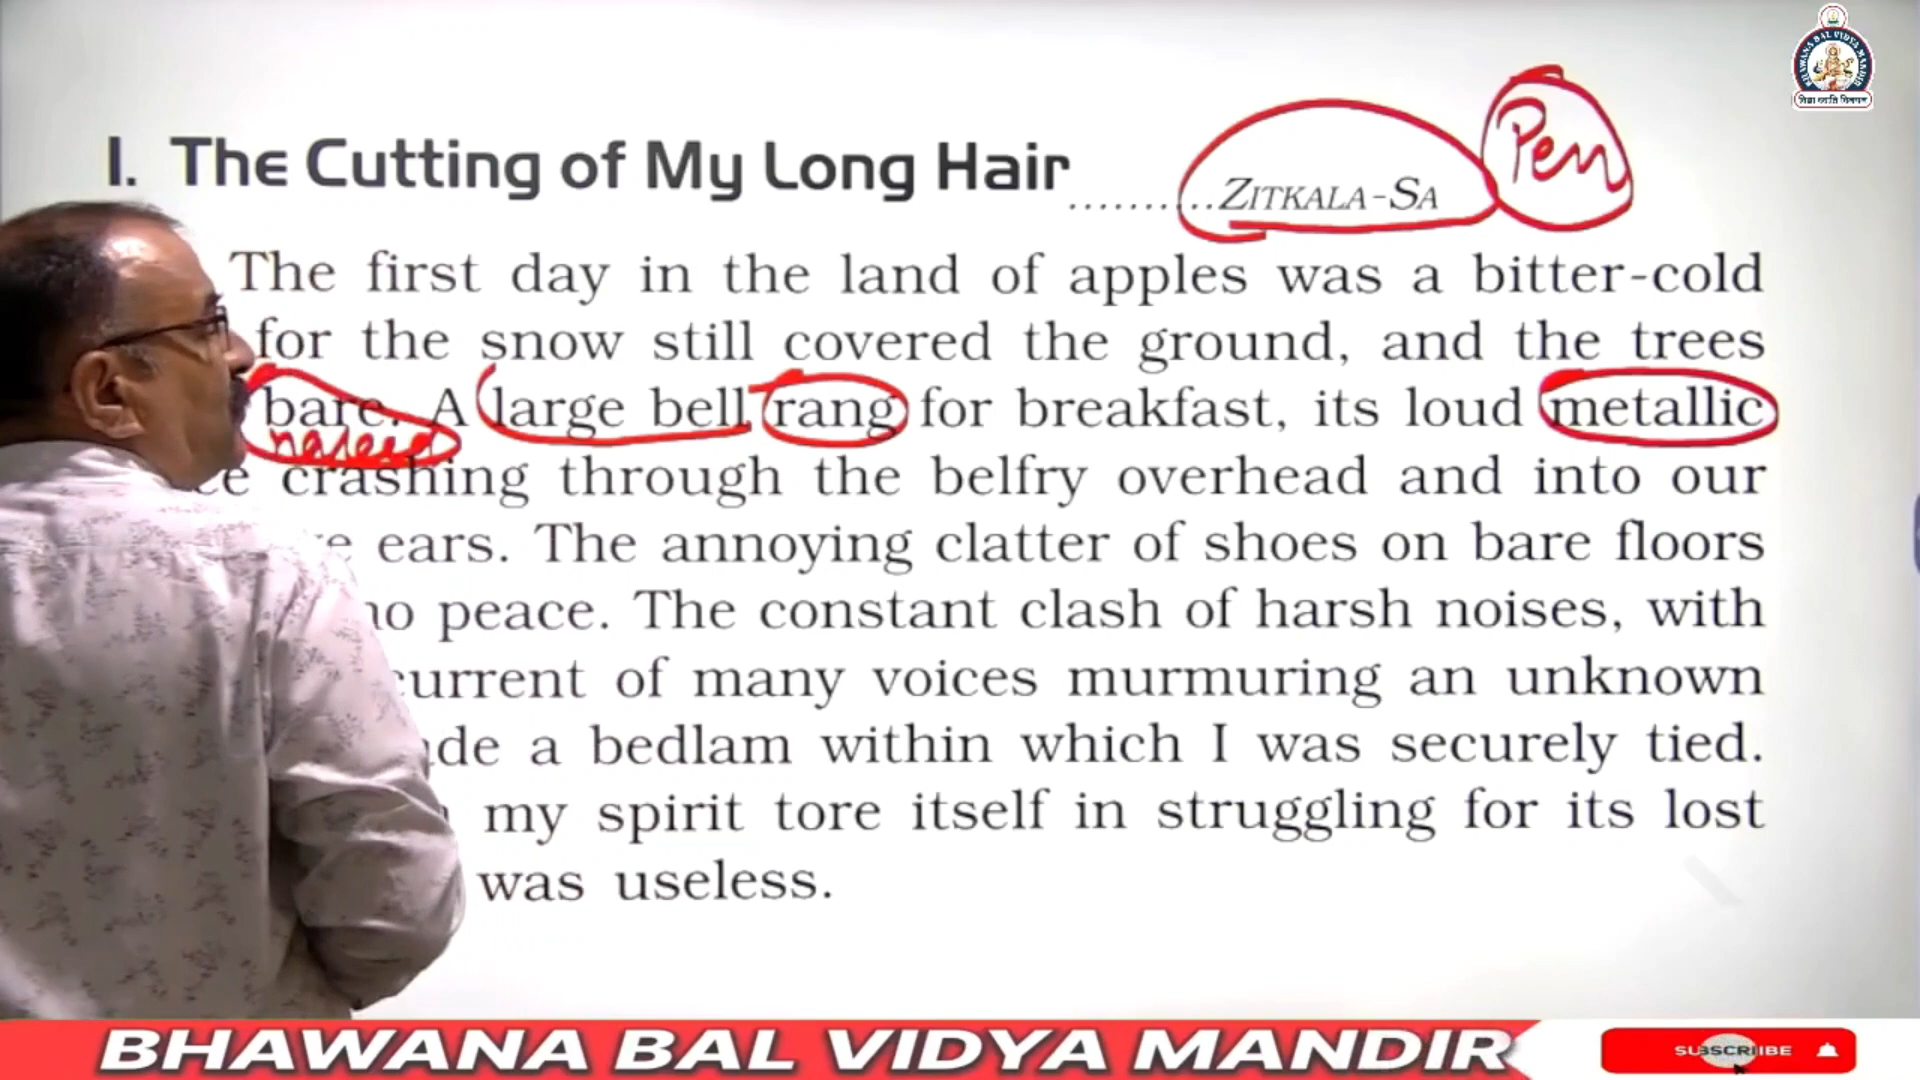 I. The Cutting of My Long Hair ..........ZITKALA-SA Pen
The first day in the land of apples was a bitter-cold
for the snow still covered the ground, and the trees
bare. A large bell rang for breakfast, its loud metallic
crashing through the belfry overhead and into our
ears. The annoying clatter of shoes on bare floors
no peace. The constant clash of harsh noises, with
current of many voices murmuring an unknown
a bedlam within which I was securely tied.
my spirit tore itself in struggling for its lost
was useless.
BHAWANA BAL VIDYA MANDIR
SUBSCRIBE